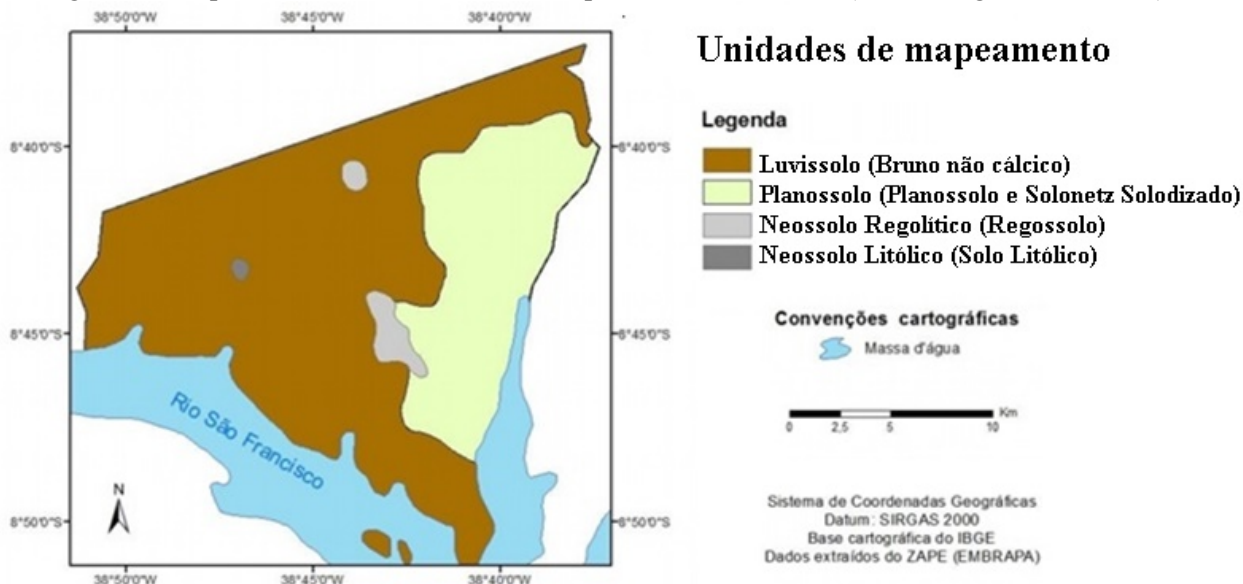 38°50'0"W 38°45'0"W 38°40'0"W
8°40'0"S 8°40'0"S
8°45'0"S 8°45'0"S
8°50'0"S 8°50'0"S
38°50'0"W 38°45'0"W 38°40'0"W
Rio São Francisco
N
Unidades de mapeamento
Legenda
Luvissolo (Bruno não cálcico)
Planossolo (Planossolo e Solonetz Solodizado)
Neossolo Regolítico (Regossolo)
Neossolo Litólico (Solo Litólico)
Convenções cartográficas
Massa d'água
Km
0 2,5 5 10
Sistema de Coordenadas Geográficas
Datum: SIRGAS 2000
Base cartográfica do IBGE
Dados extraídos do ZAPE (EMBRAPA)